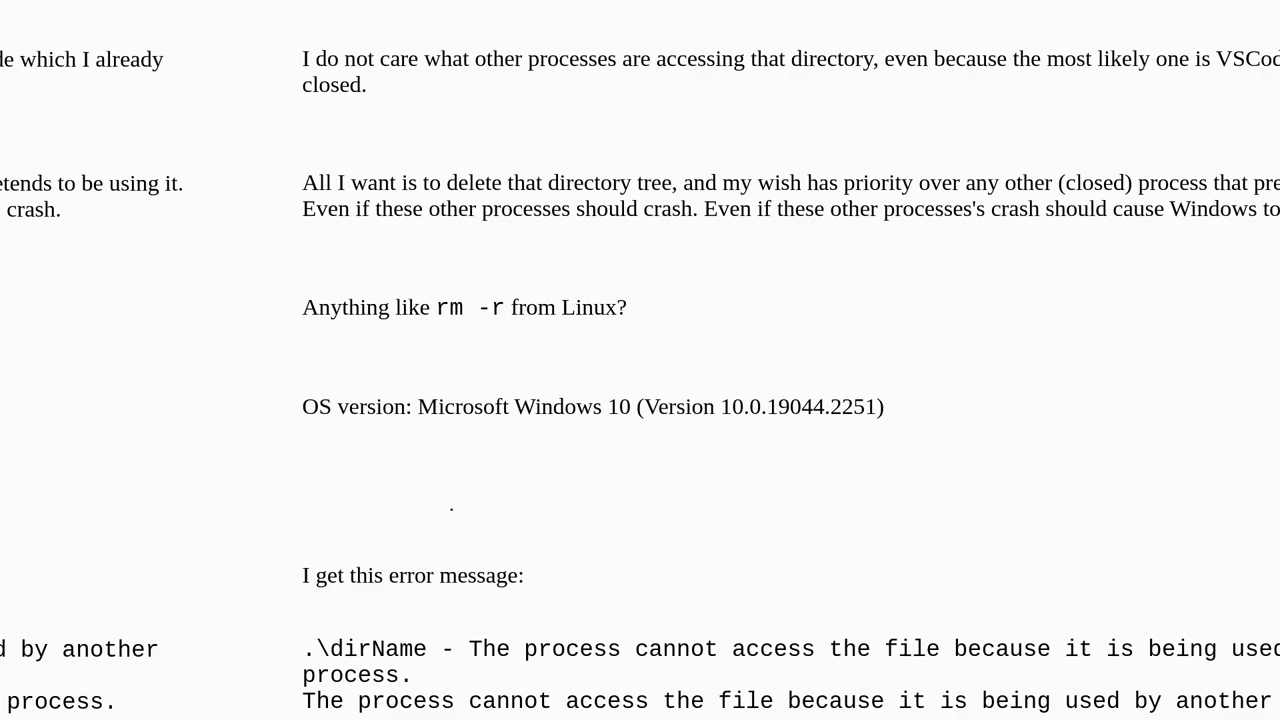 I do not care what other processes are accessing that directory, even because the most likely one is VSCode which I already
closed.
All I want is to delete that directory tree, and my wish has priority over any other (closed) process that pretends to be using it.
Even if these other processes should crash. Even if these other processes's crash should cause Windows to crash.
Anything like rm -r from Linux?
OS version: Microsoft Windows 10 (Version 10.0.19044.2251)
.
I get this error message:
.\dirName - The process cannot access the file because it is being used by another
process.
The process cannot access the file because it is being used by another process.